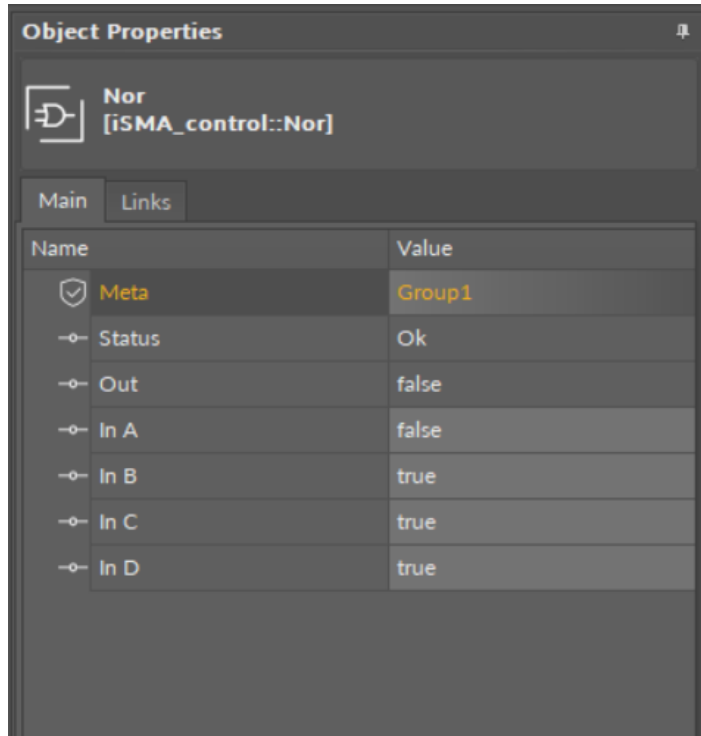 Object Properties
Nor
[iSMA_control::Nor]
Main Links
Name Value
Meta Group1
Status Ok
Out false
In A false
In B true
In C true
In D true